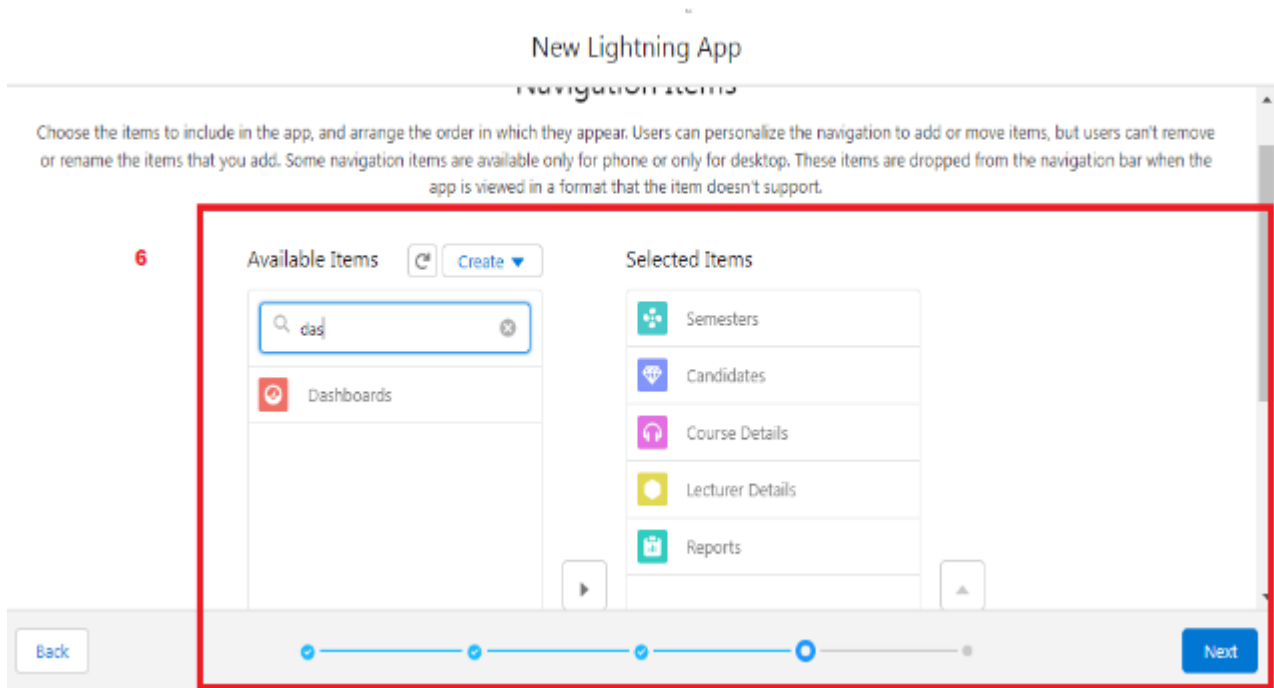 New Lightning App
Navigation Items
Choose the items to include in the app, and arrange the order in which they appear. Users can personalize the navigation to add or move items, but users can't remove
or rename the items that you add. Some navigation items are available only for phone or only for desktop. These items are dropped from the navigation bar when the
app is viewed in a format that the item doesn't support.
6
Available Items Create
Selected Items
das
Dashboards
Semesters
Candidates
Course Details
Lecturer Details
Reports
Back
Next